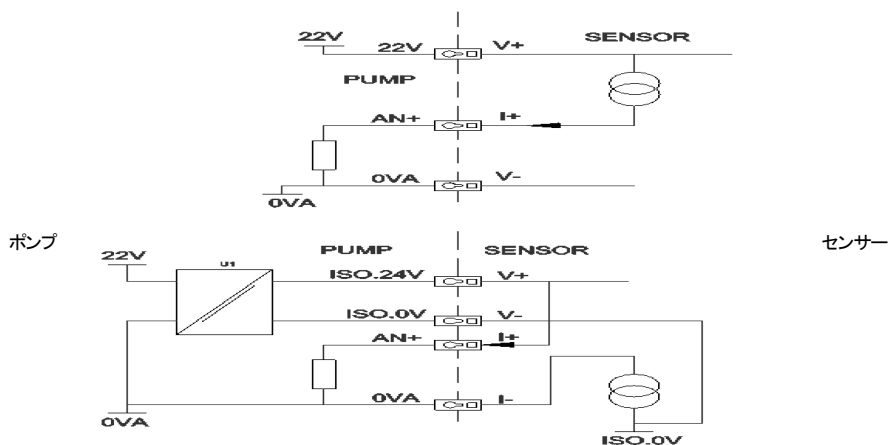 22V 22V V+ SENSOR
PUMP
AN+ I+
0VA V-
0VA
ポンプ PUMP SENSOR センサー
22V U1 ISO.24V V+
ISO.0V V-
AN+ I+
0VA I-
0VA
ISO.0V